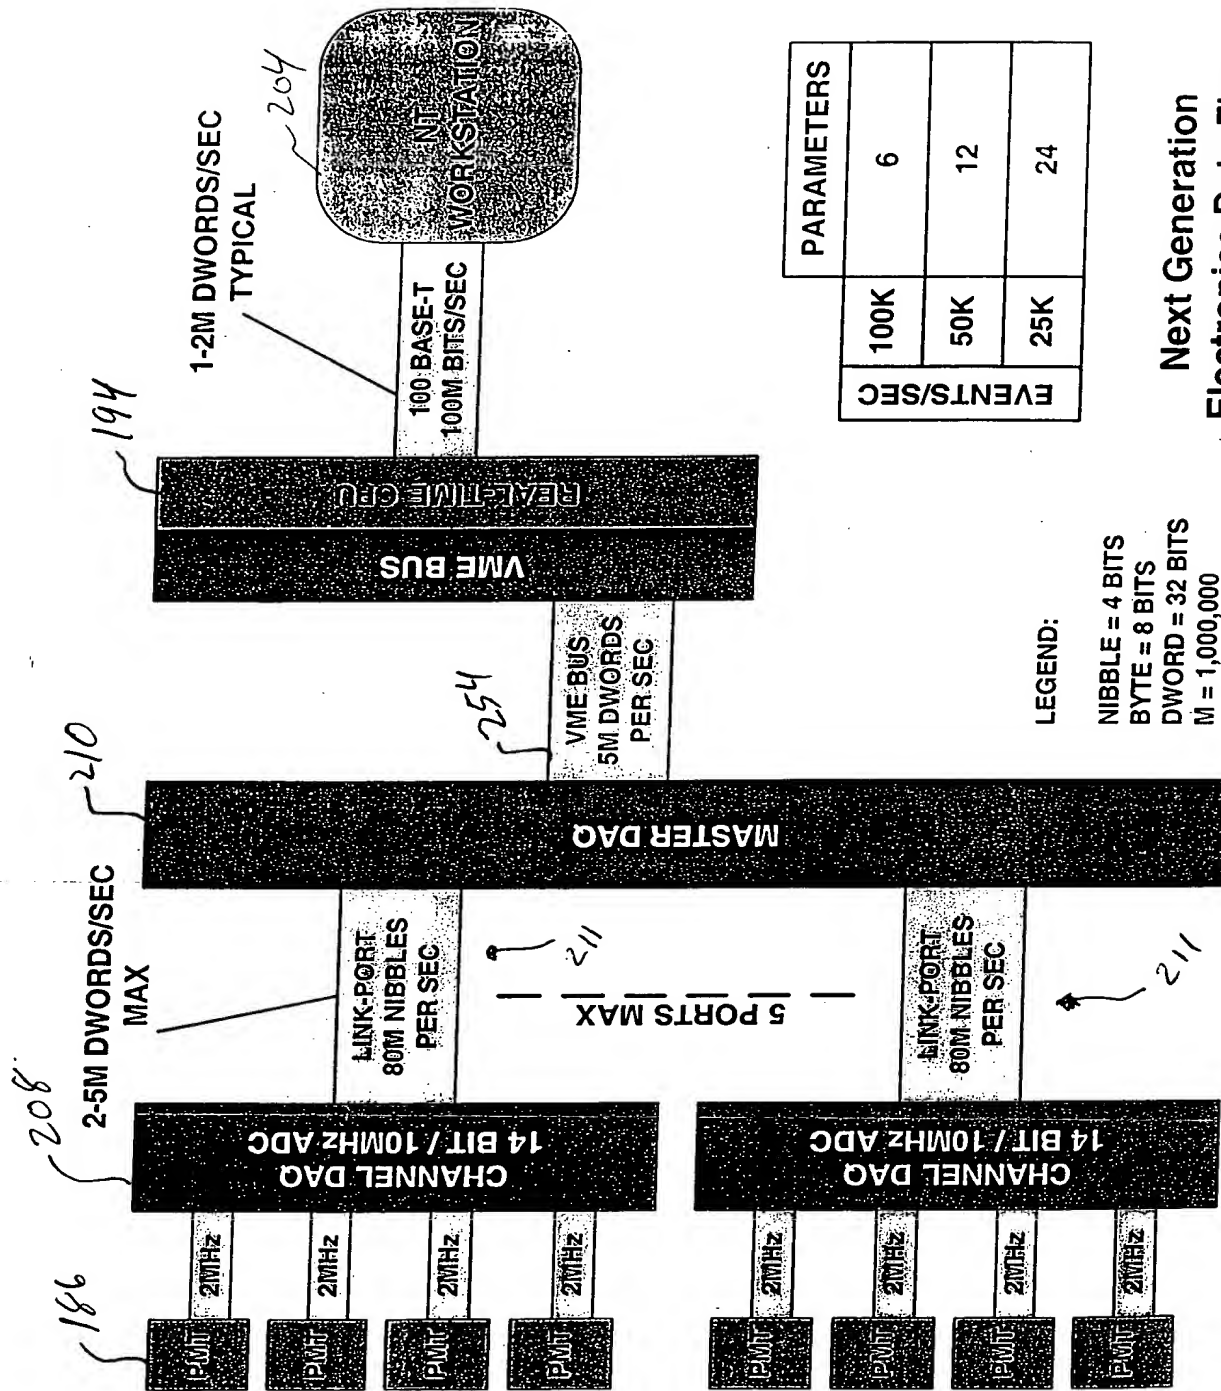 186
208
2-5M DWORDS/SEC
MAX
210
254
194
1-2M DWORDS/SEC
TYPICAL
204
PMT
PMT
PMT
PMT
2MHz
2MHz
2MHz
2MHz
CHANNEL DAQ
14 BIT / 10MHz ADC
LINK-PORT
80M NIBBLES
PER SEC
211
5 PORTS MAX
PMT
PMT
PMT
PMT
2MHz
2MHz
2MHz
2MHz
CHANNEL DAQ
14 BIT / 10MHz ADC
LINK-PORT
80M NIBBLES
PER SEC
211
MASTER DAQ
VME BUS
5M DWORDS
PER SEC
VME BUS
REAL-TIME CPU
100 BASE-T
100M BITS/SEC
NT
WORKSTATION
LEGEND:
NIBBLE = 4 BITS
BYTE = 8 BITS
DWORD = 32 BITS
M = 1,000,000
PARAMETERS
EVENTS/SEC
100K 6
50K 12
25K 24
Next Generation